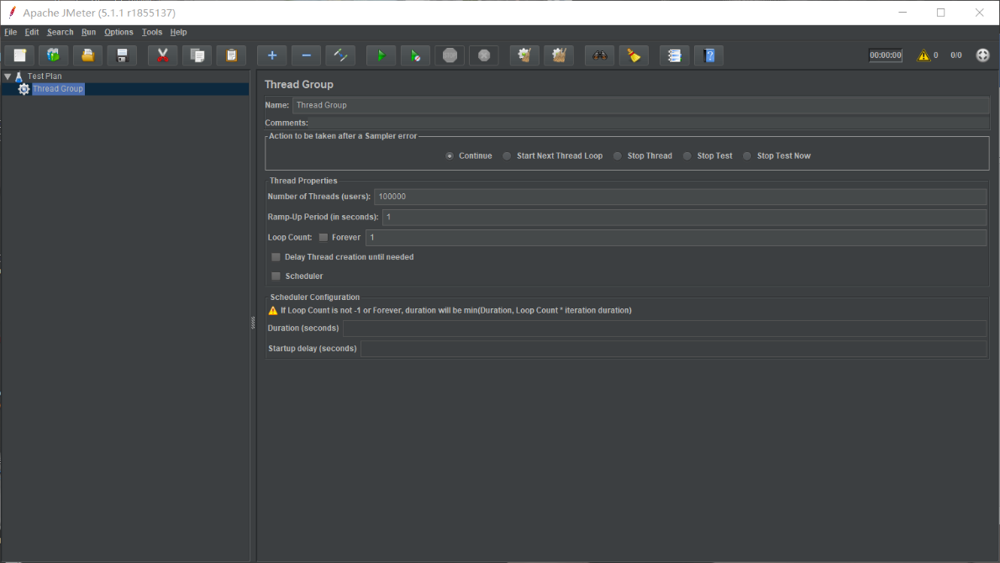 Apache JMeter (5.1.1 r1855137)
File Edit Search Run Options Tools Help
00:00:00 0 0/0
Test Plan
Thread Group
Thread Group
Name: Thread Group
Comments:
Action to be taken after a Sampler error
Continue Start Next Thread Loop Stop Thread Stop Test Stop Test Now
Thread Properties
Number of Threads (users): 100000
Ramp-Up Period (in seconds): 1
Loop Count: Forever 1
Delay Thread creation until needed
Scheduler
Scheduler Configuration
If Loop Count is not -1 or Forever, duration will be min(Duration, Loop Count * iteration duration)
Duration (seconds)
Startup delay (seconds)